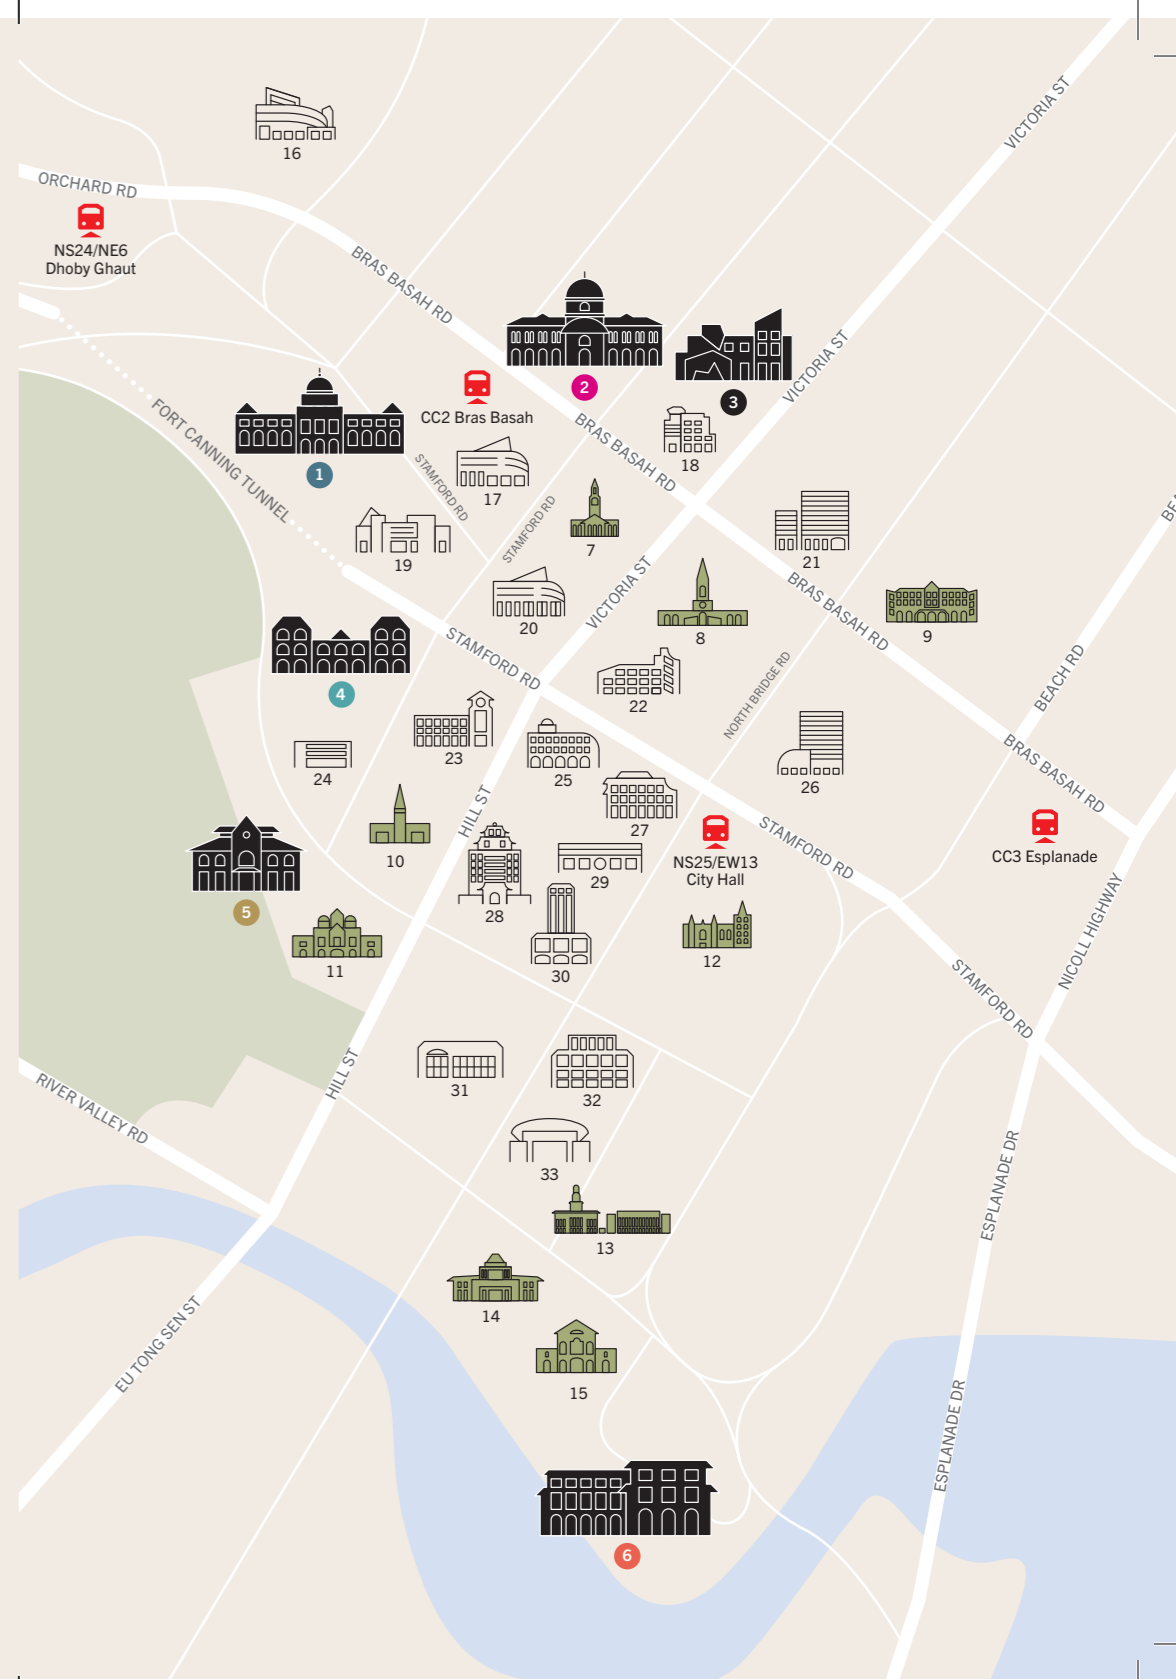 VICTORIA ST
16
ORCHARD RD
NS24/NE6
Dhoby Ghaut
BRAS BASAH RD
2
3
VICTORIA ST
CC2 Bras Basah
FORT CANNING TUNNEL
1
STAMFORD RD
17
BRAS BASAH RD
18
STAMFORD RD
7
19
21
BEA
20
VICTORIA ST
8
BRAS BASAH RD
9
STAMFORD RD
4
22
NORTH BRIDGE RD
BEACH RD
23
24
25
26
BRAS BASAH RD
HILL ST
27
10
NS25/EW13
City Hall
STAMFORD RD
CC3 Esplanade
29
5
28
NICOLL HIGHWAY
11
30
12
STAMFORD RD
HILL ST
31
32
RIVER VALLEY RD
33
ESPLANADE DR
13
14
EU TONG SEN ST
15
ESPLANADE DR
6